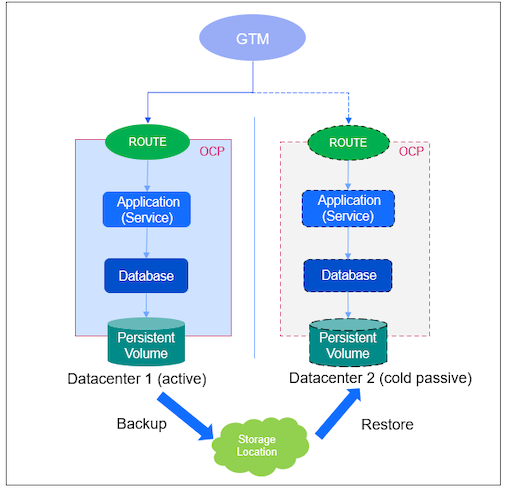 GTM
ROUTE
OCP
Application
(Service)
Database
Persistent
Volume
Datacenter 1 (active)
ROUTE
OCP
Application
(Service)
Database
Persistent
Volume
Datacenter 2 (cold passive)
Backup
Storage
Location
Restore